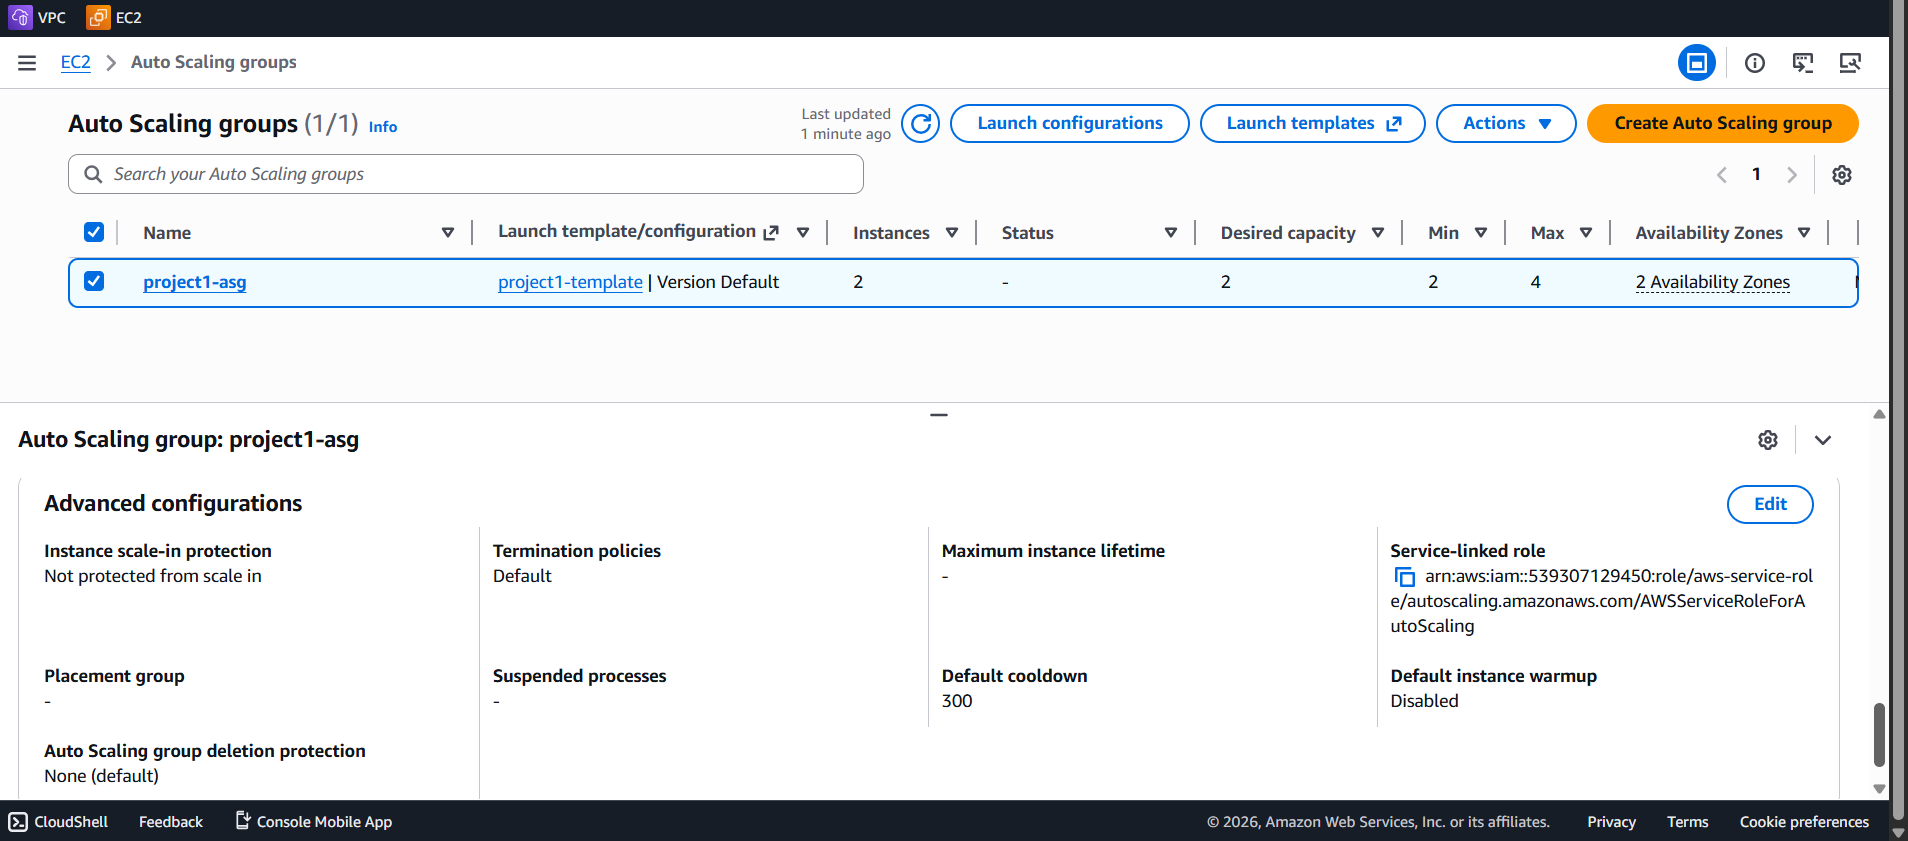 VPC EC2
EC2 > Auto Scaling groups
Auto Scaling groups (1/1) Info
Last updated
1 minute ago
Launch configurations Launch templates Actions Create Auto Scaling group
Search your Auto Scaling groups
1
Name Launch template/configuration Instances Status Desired capacity Min Max Availability Zones
project1-asg project1-template | Version Default 2 - 2 2 4 2 Availability Zones
Auto Scaling group: project1-asg
Advanced configurations Edit
Instance scale-in protection
Not protected from scale in
Termination policies
Default
Maximum instance lifetime
-
Service-linked role
arn:aws:iam::539307129450:role/aws-service-rol
e/autoscaling.amazonaws.com/AWSServiceRoleForA
utoScaling
Placement group
-
Suspended processes
-
Default cooldown
300
Default instance warmup
Disabled
Auto Scaling group deletion protection
None (default)
CloudShell Feedback Console Mobile App © 2026, Amazon Web Services, Inc. or its affiliates. Privacy Terms Cookie preferences